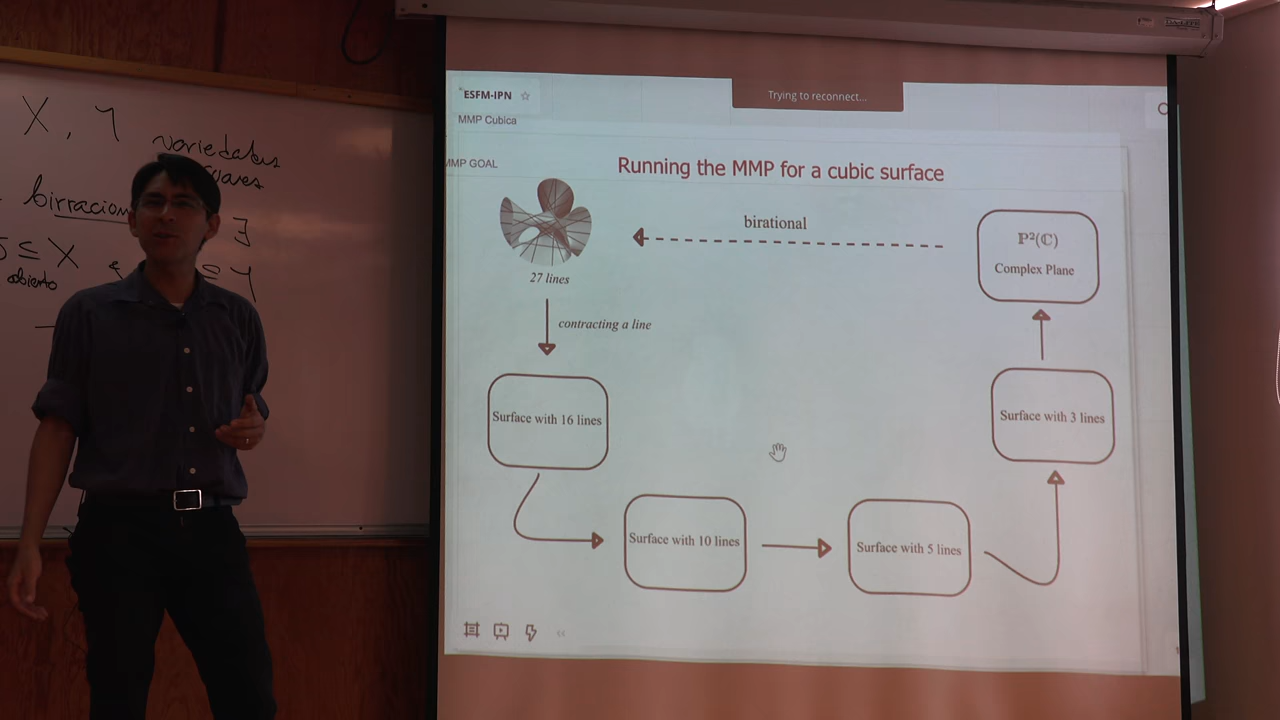 X, Y variedades
birracion
∃
⊆ X
⊆ Y
abierto
ESFM-IPN
Trying to reconnect...
MMP Cubica
MMP GOAL
Running the MMP for a cubic surface
birational
P²(ℂ)
Complex Plane
27 lines
contracting a line
Surface with 16 lines
Surface with 3 lines
Surface with 10 lines
Surface with 5 lines